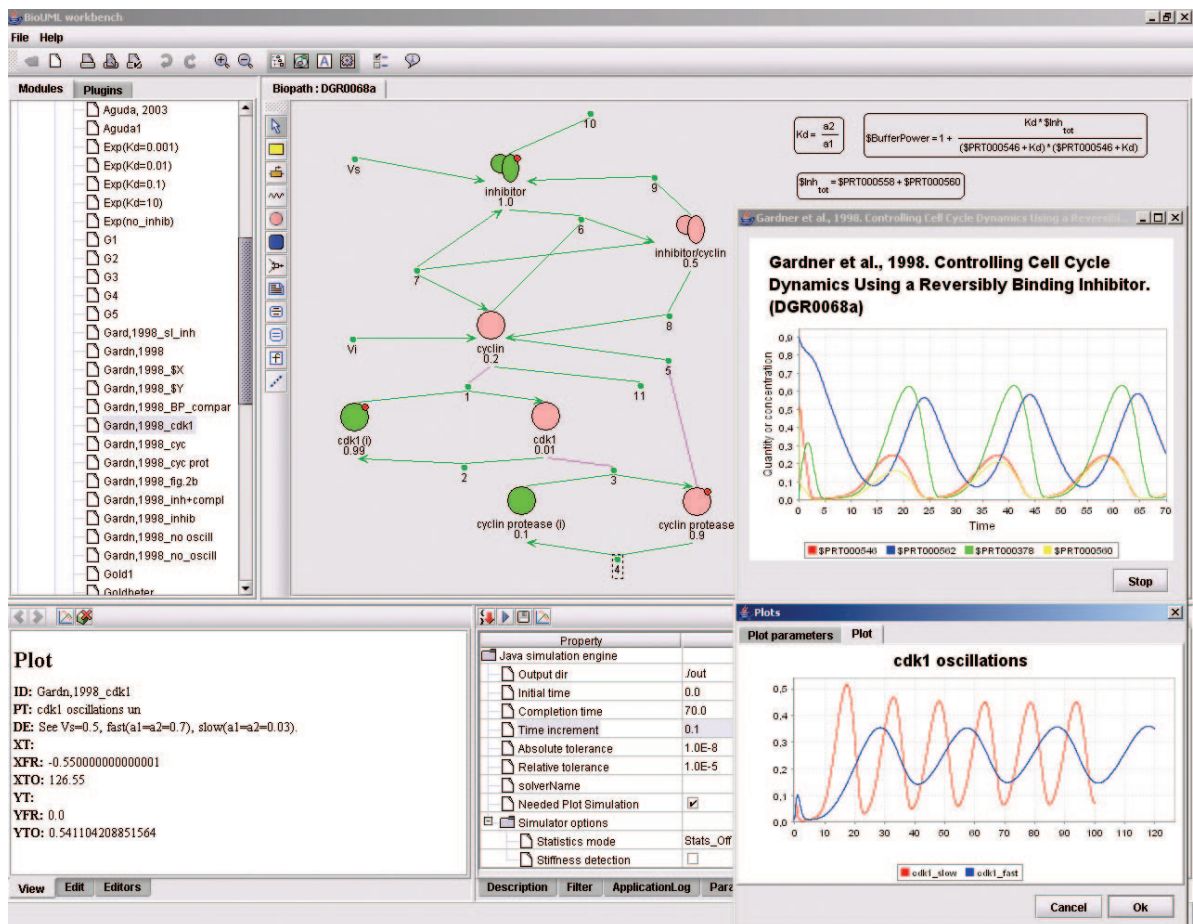 BioUML workbench
File Help
Modules Plugins
Aguda, 2003
Aguda1
Exp(Kd=0.001)
Exp(Kd=0.01)
Exp(Kd=0.1)
Exp(Kd=10)
Exp(no_inhib)
G1
G2
G3
G4
G5
Gard,1998_sl_inh
Gardn,1998
Gardn,1998_$X
Gardn,1998_$Y
Gardn,1998_BP_compar
Gardn,1998_cdk1
Gardn,1998_cyc
Gardn,1998_cyc prot
Gardn,1998_fig.2b
Gardn,1998_inh+compl
Gardn,1998_inhib
Gardn,1998_no oscill
Gardn,1998_no_oscill
Gold1
Goldbeter
Biopath : DGR0068a
10
Vs
inhibitor
1.0
9
6
inhibitor/cyclin
0.5
7
8
Vi
cyclin
0.2
5
1
11
cdk1(i)
0.99
cdk1
0.01
2
3
cyclin protease (i)
0.1
cyclin protease
0.9
4
Kd = a2
a1
$BufferPower = 1 + Kd * $Inh tot
($PRT000546 + Kd) * ($PRT000546 + Kd)
$Inh tot = $PRT000558 + $PRT000560
Gardner et al., 1998. Controlling Cell Cycle Dynamics Using a Reversibly Bindin
Gardner et al., 1998. Controlling Cell Cycle
Dynamics Using a Reversibly Binding Inhibitor.
(DGR0068a)
Quantity or concentration
0,9
0,8
0,7
0,6
0,5
0,4
0,3
0,2
0,1
0,0
0 5 10 15 20 25 30 35 40 45 50 55 60 65 70
Time
$PRT000546 $PRT000562 $PRT000378 $PRT000560
Stop
Plot
ID: Gardn,1998_cdk1
PT: cdk1 oscillations un
DE: See Vs=0.5, fast(a1=a2=0.7), slow(a1=a2=0.03).
XT:
XFR: -0.550000000000001
XTO: 126.55
YT:
YFR: 0.0
YTO: 0.541104208851564
View Edit Editors
Property
Java simulation engine
Output dir ./out
Initial time 0.0
Completion time 70.0
Time increment 0.1
Absolute tolerance 1.0E-8
Relative tolerance 1.0E-5
solverName
Needed Plot Simulation
Simulator options
Statistics mode Stats_Off
Stiffness detection
Description Filter ApplicationLog Para
Plots
Plot parameters Plot
cdk1 oscillations
0,5
0,4
0,3
0,2
0,1
0,0
0 10 20 30 40 50 60 70 80 90 100 110 120
cdk1_slow cdk1_fast
Cancel Ok